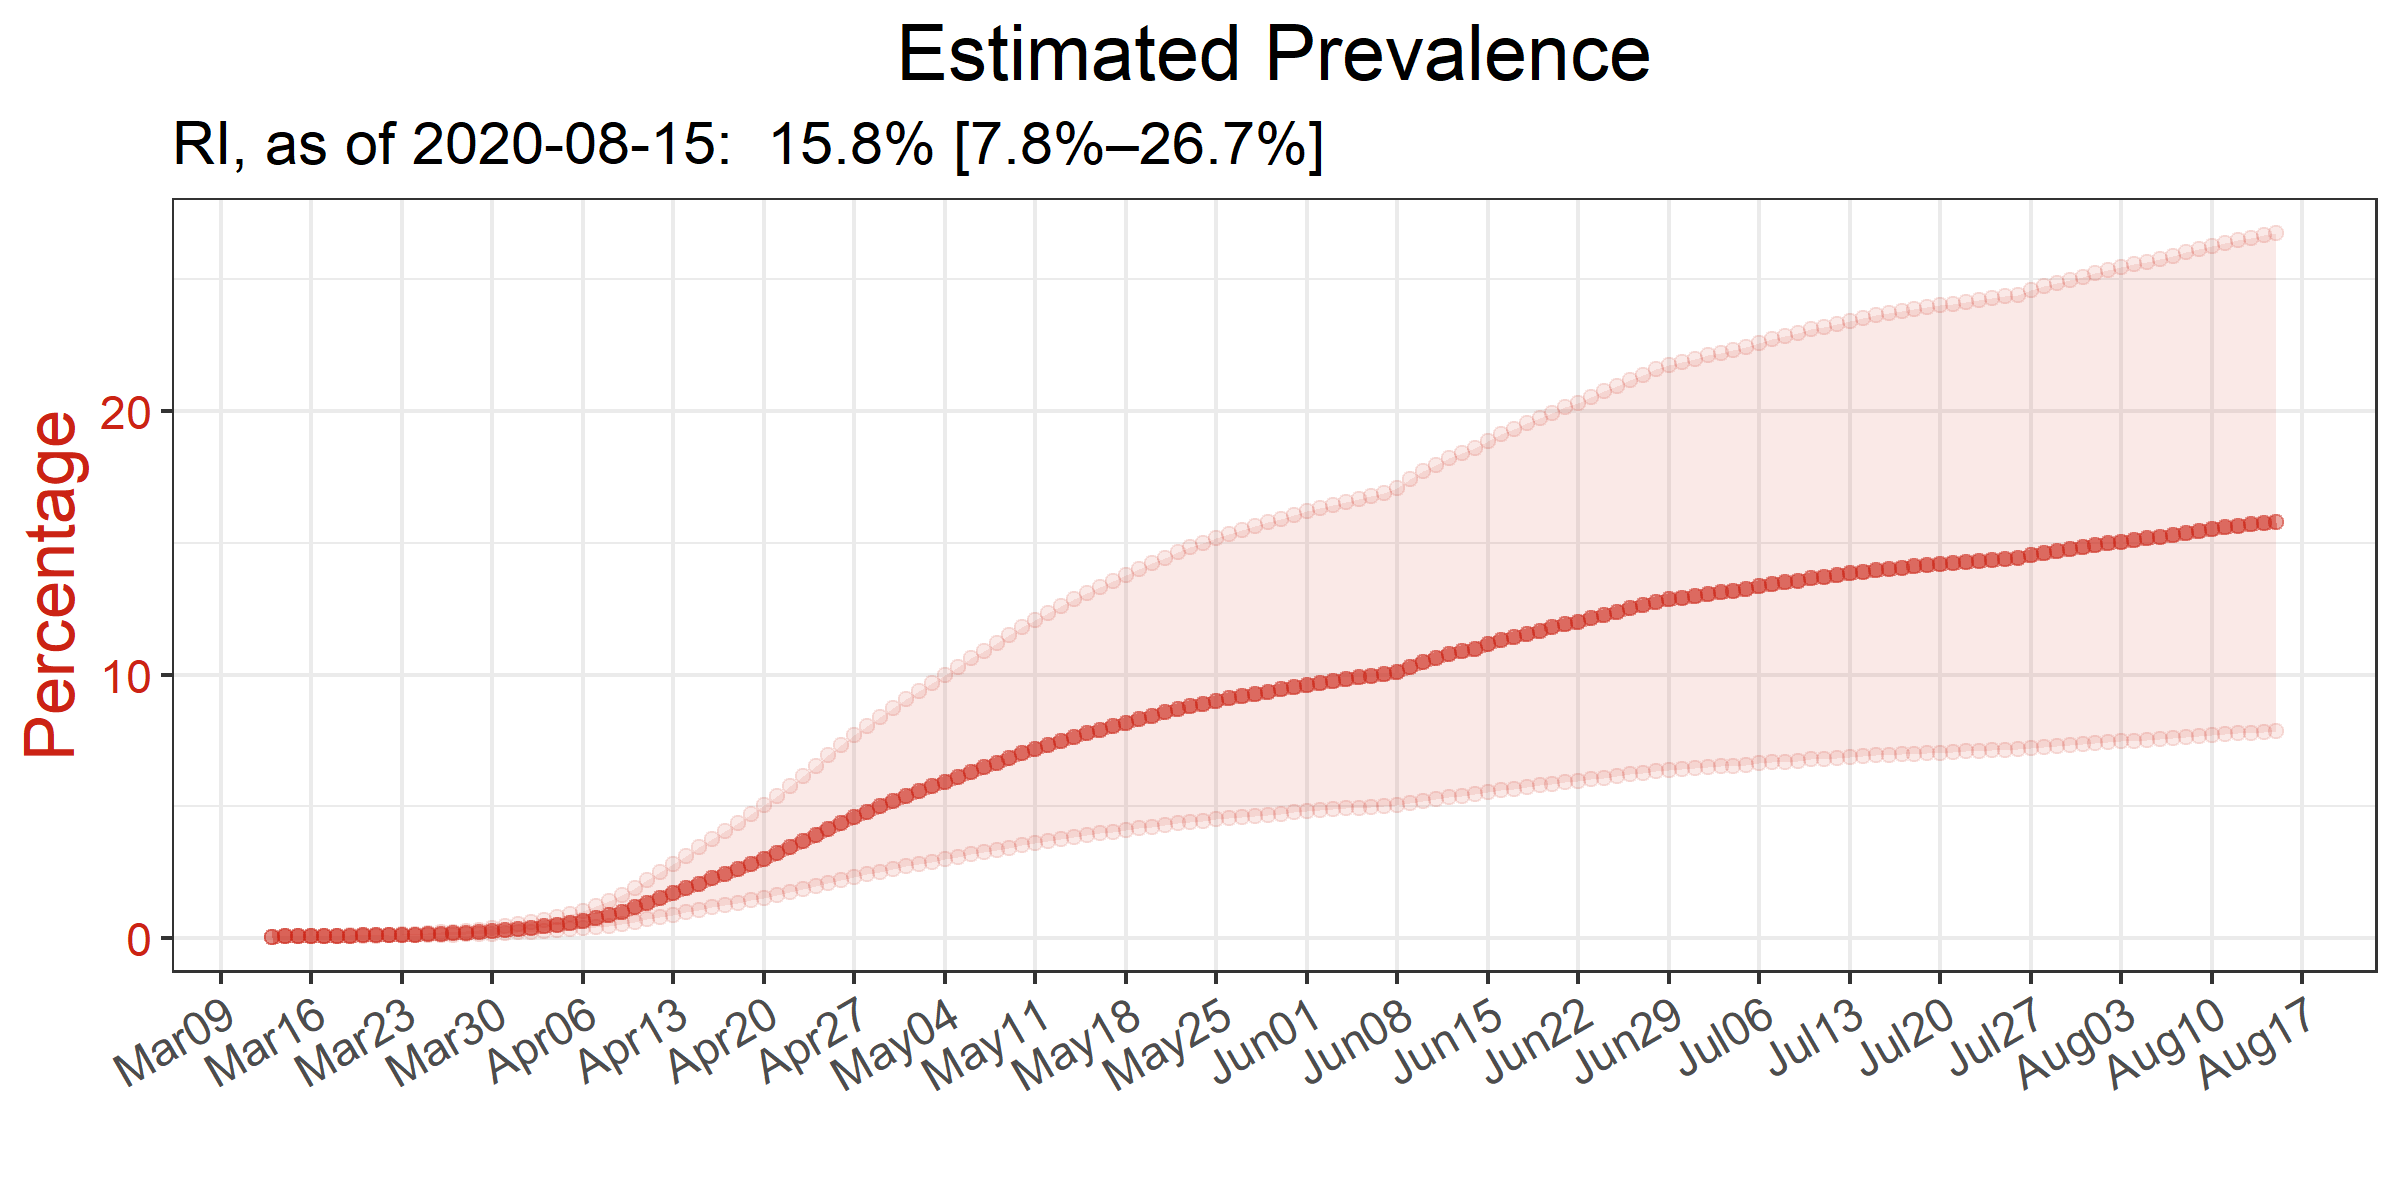 Estimated Prevalence
RI, as of 2020-08-15:  15.8% [7.8%–26.7%]
Percentage
20
10
0
Mar09
Mar16
Mar23
Mar30
Apr06
Apr13
Apr20
Apr27
May04
May11
May18
May25
Jun01
Jun08
Jun15
Jun22
Jun29
Jul06
Jul13
Jul20
Jul27
Aug03
Aug10
Aug17